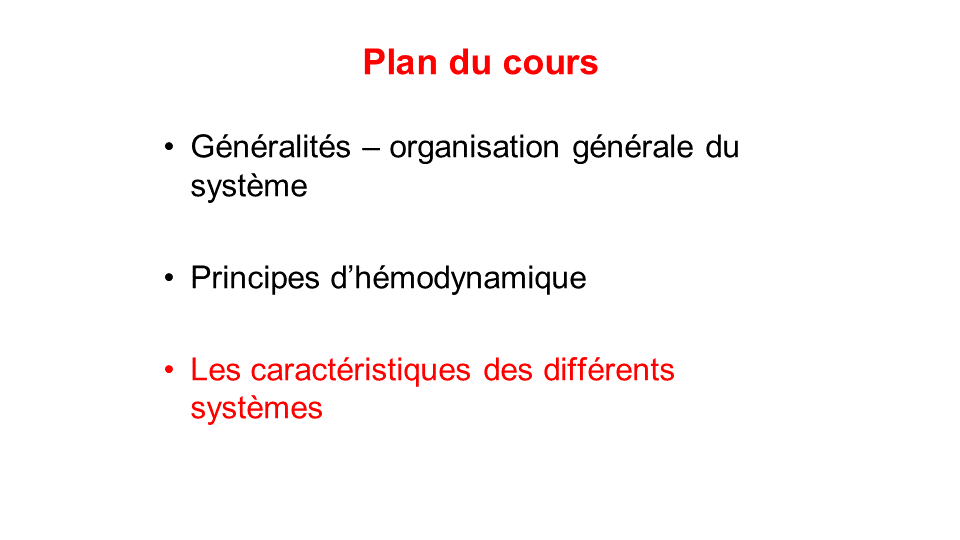 Plan du cours
• Généralités – organisation générale du
système
• Principes d’hémodynamique
• Les caractéristiques des différents
systèmes